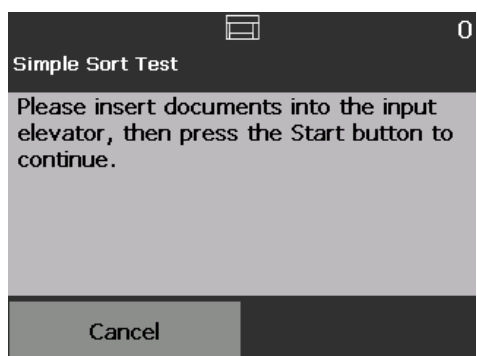 0
Simple Sort Test
Please insert documents into the input
elevator, then press the Start button to
continue.
Cancel